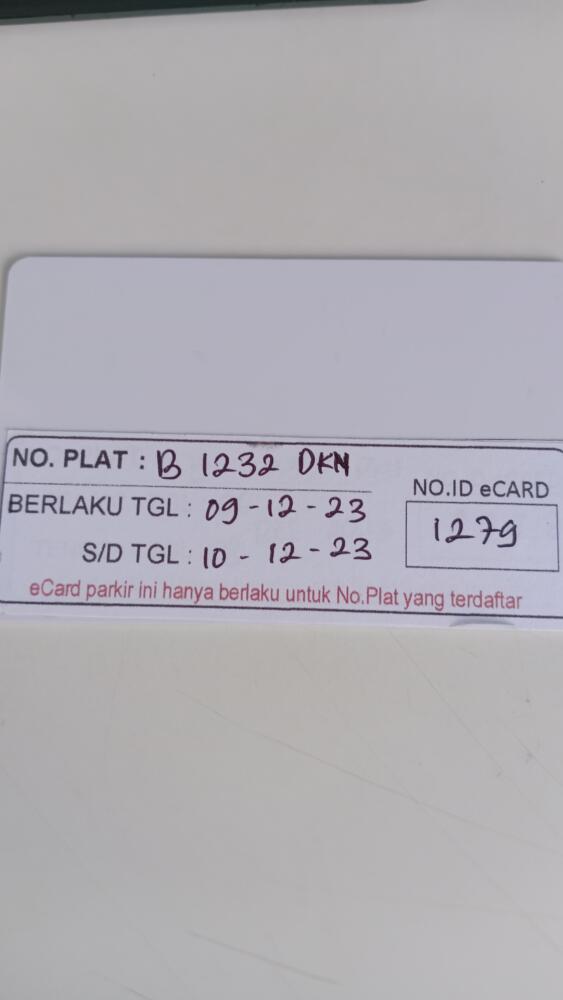 NO. PLAT : B 1232 DKN
BERLAKU TGL : 09-12-23
S/D TGL : 10 - 12 - 23
NO.ID eCARD
1279
eCard parkir ini hanya berlaku untuk No.Plat yang terdaftar